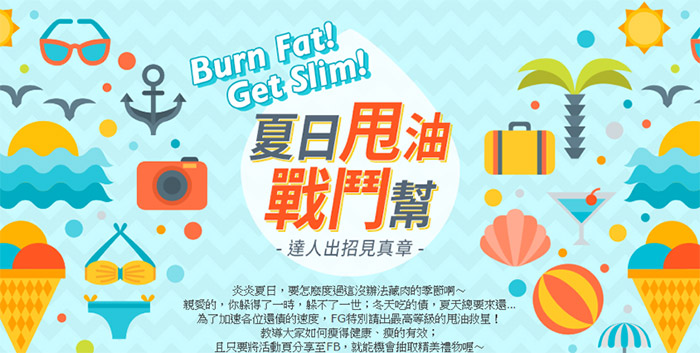 Burn Fat!
Get Slim!
夏日甩油
戰鬥幫
- 達人出招見真章 -
炎炎夏日，要怎麼度過這沒辦法藏肉的季節啊～
親愛的，你躲得了一時，躲不了一世；冬天吃的債，夏天總要來還...
為了加速各位還債的速度，FG特別請出最高等級的甩油救星！
教導大家如何瘦得健康、瘦的有效；
且只要將活動頁分享至FB，就能機會抽取精美禮物喔～